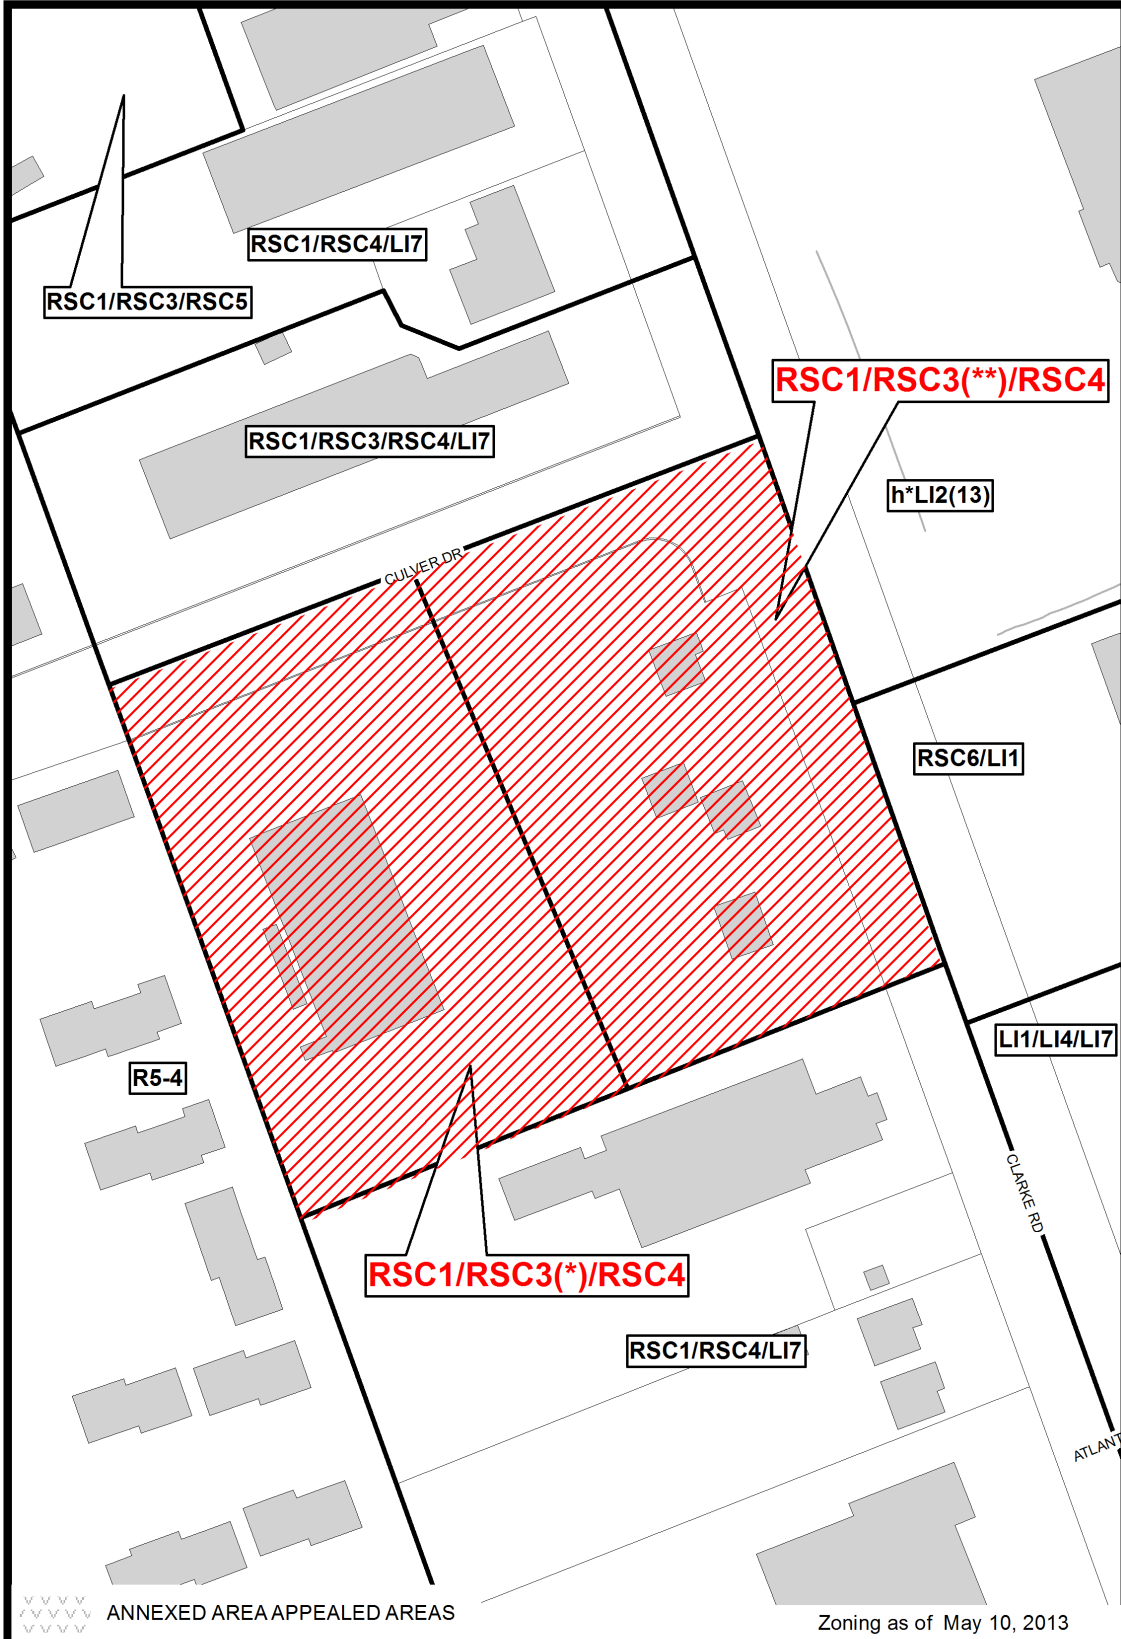 RSC1/RSC4/LI7
RSC1/RSC3/RSC5
RSC1/RSC3(**)/RSC4
RSC1/RSC3/RSC4/LI7
h*LI2(13)
CULVER DR
RSC6/LI1
LI1/LI4/LI7
R5-4
CLARKE RD
RSC1/RSC3(*)/RSC4
RSC1/RSC4/LI7
ATLANT
ANNEXED AREA APPEALED AREAS
Zoning as of May 10, 2013